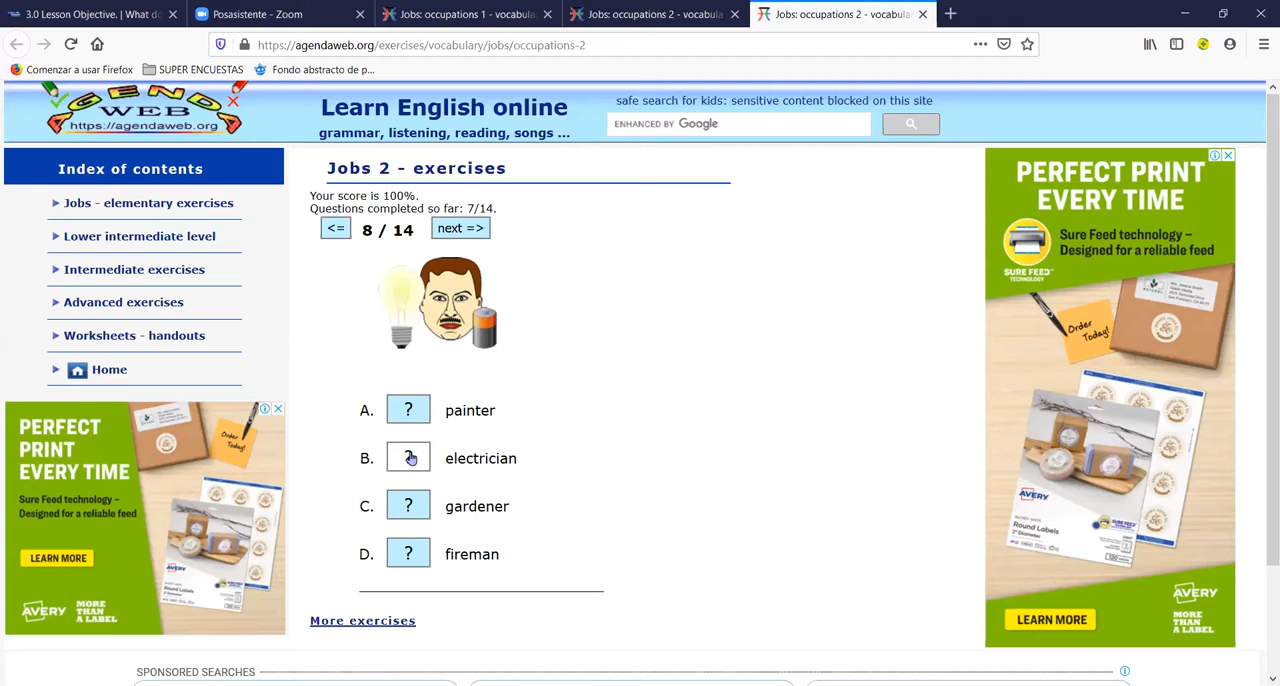 3.0 Lesson Objective. | What do
Posasistente - Zoom
Jobs: occupations 1 - vocabula
Jobs: occupations 2 - vocabula
Jobs: occupations 2 - vocabula
https://agendaweb.org/exercises/vocabulary/jobs/occupations-2
Comenzar a usar Firefox
SUPER ENCUESTAS
Fondo abstracto de p...
AGENDA
WEB
https://agendaweb.org
Learn English online
grammar, listening, reading, songs ...
safe search for kids: sensitive content blocked on this site
ENHANCED BY Google
Index of contents
Jobs - elementary exercises
Lower intermediate level
Intermediate exercises
Advanced exercises
Worksheets - handouts
Home
Jobs 2 - exercises
Your score is 100%.
Questions completed so far: 7/14.
<= 8 / 14 next =>
A. ? painter
B. ? electrician
C. ? gardener
D. ? fireman
More exercises
PERFECT
PRINT
EVERY TIME
Sure Feed technology –
Designed for a reliable feed
LEARN MORE
AVERY
MORE
THAN
A LABEL
Order
Today!
AVERY
Round Labels
PERFECT PRINT
EVERY TIME
SURE FEED
TECHNOLOGY
Sure Feed technology –
Designed for a reliable feed
Order
Today!
AVERY
Round Labels
2" Diameter
LEARN MORE
AVERY
MORE
THAN
A LABEL
SPONSORED SEARCHES